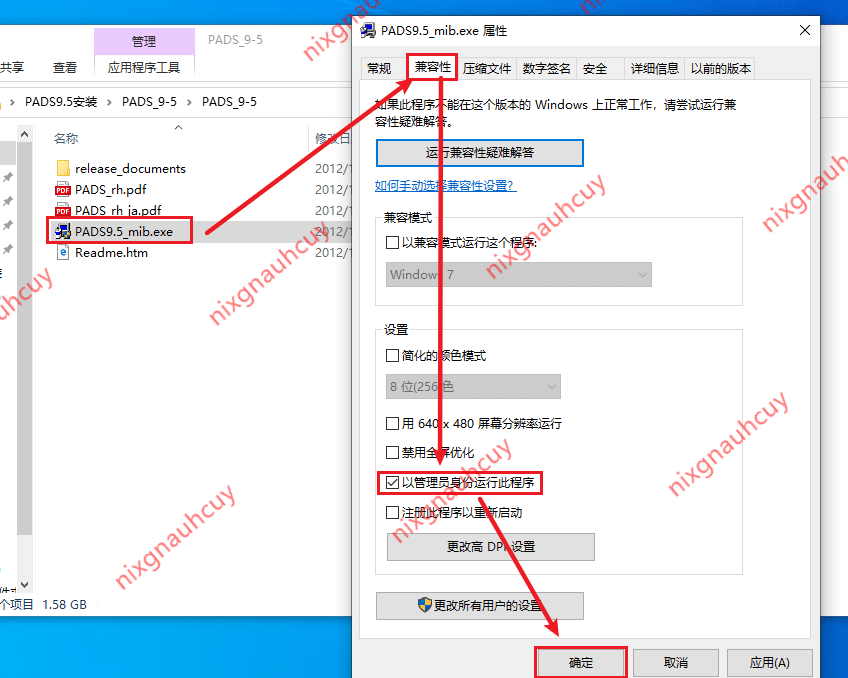 管理
PADS_9-5
共享
查看
应用程序工具
PADS9.5安装 › PADS_9-5 › PADS_9-5
名称
修改日
release_documents
2012/1
PADS_rh.pdf
2012/1
PADS_rh_ja.pdf
2012/1
PADS9.5_mib.exe
2012/1
Readme.htm
2012/1
个项目 1.58 GB
PADS9.5_mib.exe 属性
常规
兼容性
压缩文件
数字签名
安全
详细信息
以前的版本
如果此程序不能在这个版本的 Windows 上正常工作，请尝试运行兼
容性疑难解答。
运行兼容性疑难解答
如何手动选择兼容性设置?
兼容模式
以兼容模式运行这个程序:
Windows 7
设置
简化的颜色模式
8 位(256)色
用 640 x 480 屏幕分辨率运行
禁用全屏优化
以管理员身份运行此程序
注册此程序以重新启动
更改高 DPI 设置
更改所有用户的设置
确定
取消
应用(A)
nixgnauhcuy
nixgnauhcuy
nixgnauhcuy
nixgnauhcuy
nixgnauhcuy
nixgnauhcuy